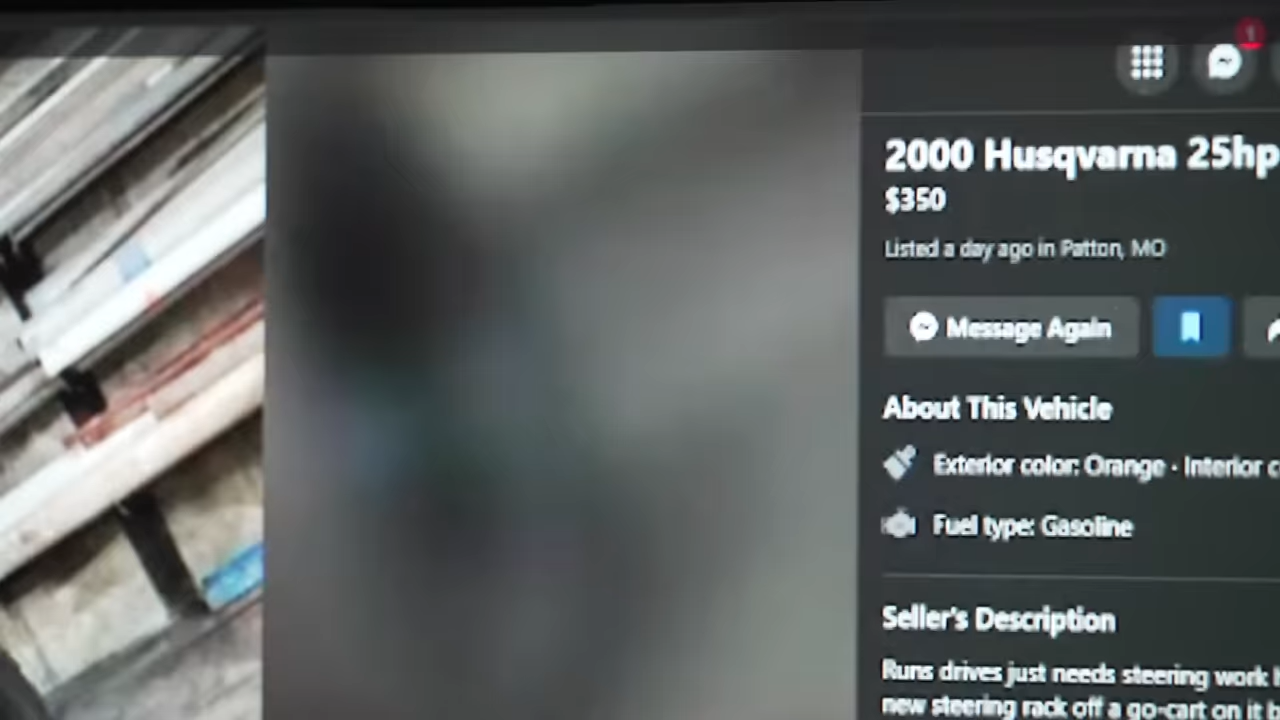 1
2000 Husqvarna 25hp
$350
Listed a day ago in Patton, MO
Message Again
About This Vehicle
Exterior color: Orange · Interior c
Fuel type: Gasoline
Seller's Description
Runs drives just needs steering work h
new steering rack off a go-cart on it b